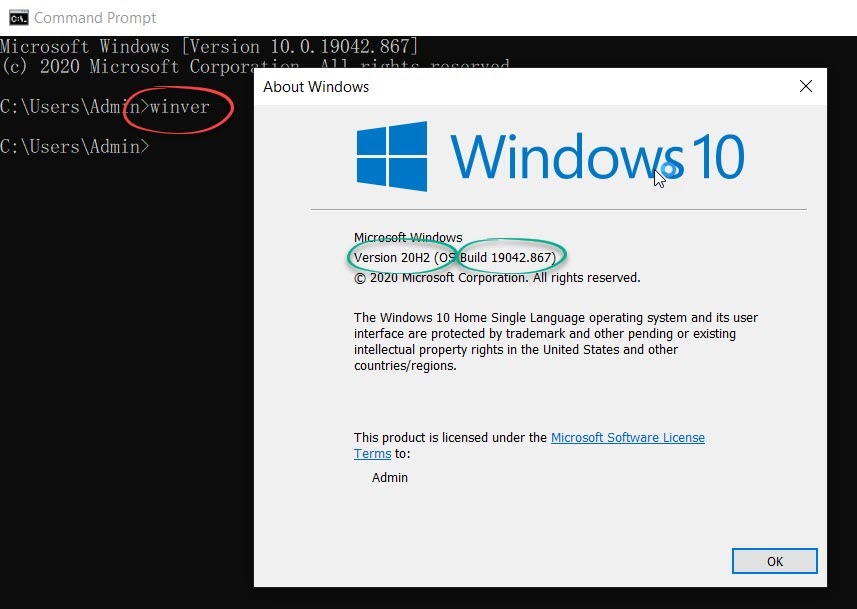 Command Prompt
Microsoft Windows [Version 10.0.19042.867]
(c) 2020 Microsoft Corporation. All rights reserved.
C:\Users\Admin>winver
C:\Users\Admin>
About Windows
Windows 10
Microsoft Windows
Version 20H2 (OS Build 19042.867)
© 2020 Microsoft Corporation. All rights reserved.
The Windows 10 Home Single Language operating system and its user
interface are protected by trademark and other pending or existing
intellectual property rights in the United States and other
countries/regions.
This product is licensed under the Microsoft Software License
Terms to:
Admin
OK